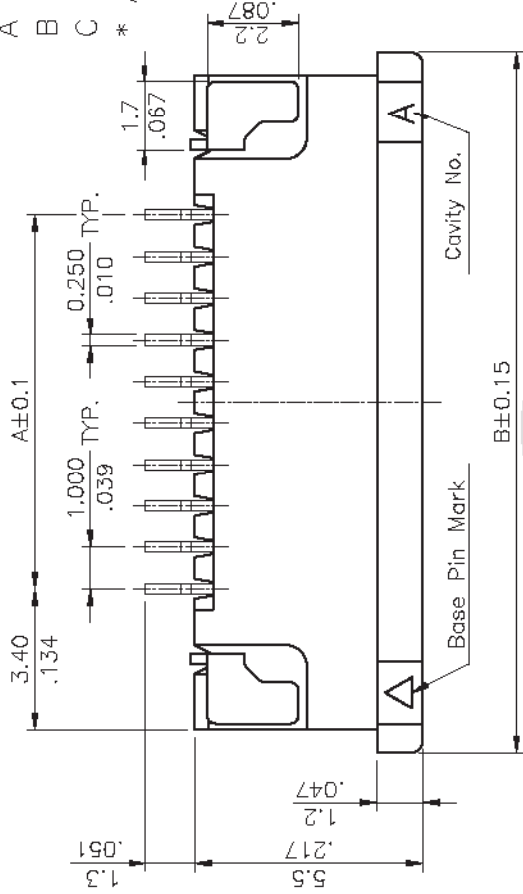 A
B
C
*
A±0.1
3.40
.134
1.000 TYP.
.039
0.250 TYP.
.010
1.7
.067
2.2
.087
1.3
.051
5.5
.217
1.2
.047
A
Base Pin Mark
Cavity No.
B±0.15